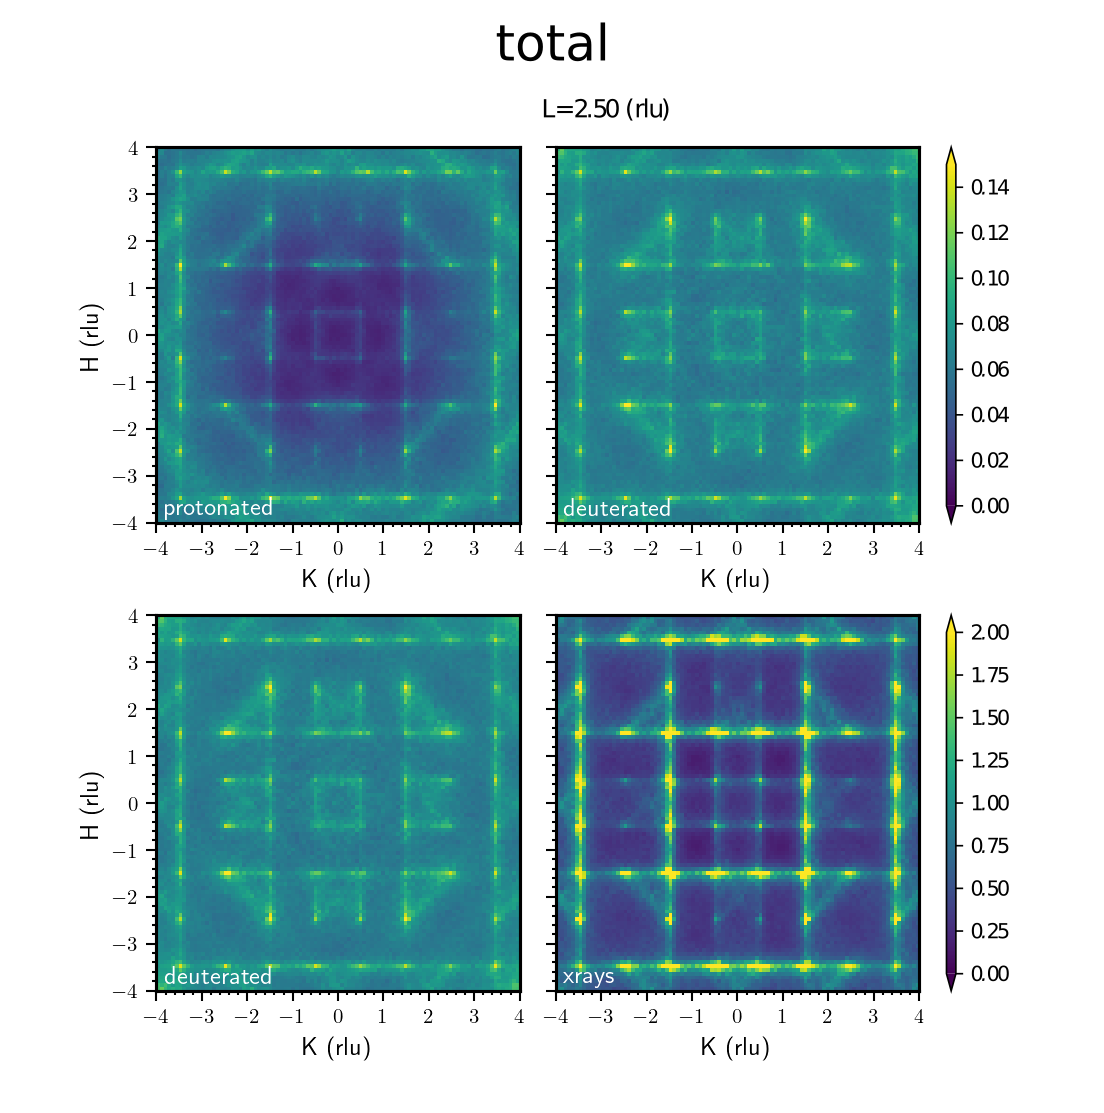 total
L=2.50 (rlu)
4
3
2
1
0
−1
−2
−3
−4
H (rlu)
protonated
−4 −3 −2 −1 0 1 2 3 4
K (rlu)
deuterated
−4 −3 −2 −1 0 1 2 3 4
K (rlu)
0.14
0.12
0.10
0.08
0.06
0.04
0.02
0.00
4
3
2
1
0
−1
−2
−3
−4
H (rlu)
deuterated
−4 −3 −2 −1 0 1 2 3 4
K (rlu)
xrays
−4 −3 −2 −1 0 1 2 3 4
K (rlu)
2.00
1.75
1.50
1.25
1.00
0.75
0.50
0.25
0.00